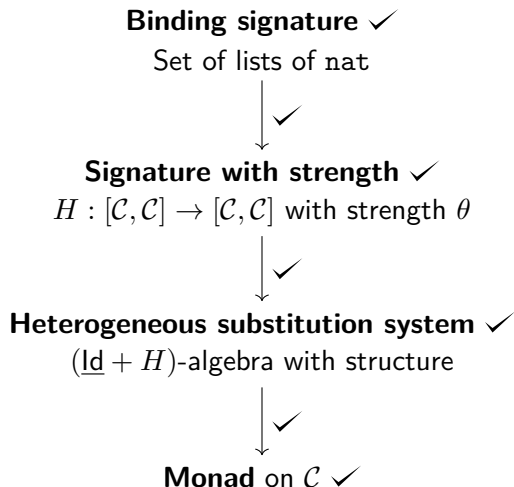 Binding signature ✓
Set of lists of nat
✓
Signature with strength ✓
H : [𝒞, 𝒞] → [𝒞, 𝒞] with strength θ
✓
Heterogeneous substitution system ✓
(Id + H)-algebra with structure
✓
Monad on 𝒞 ✓